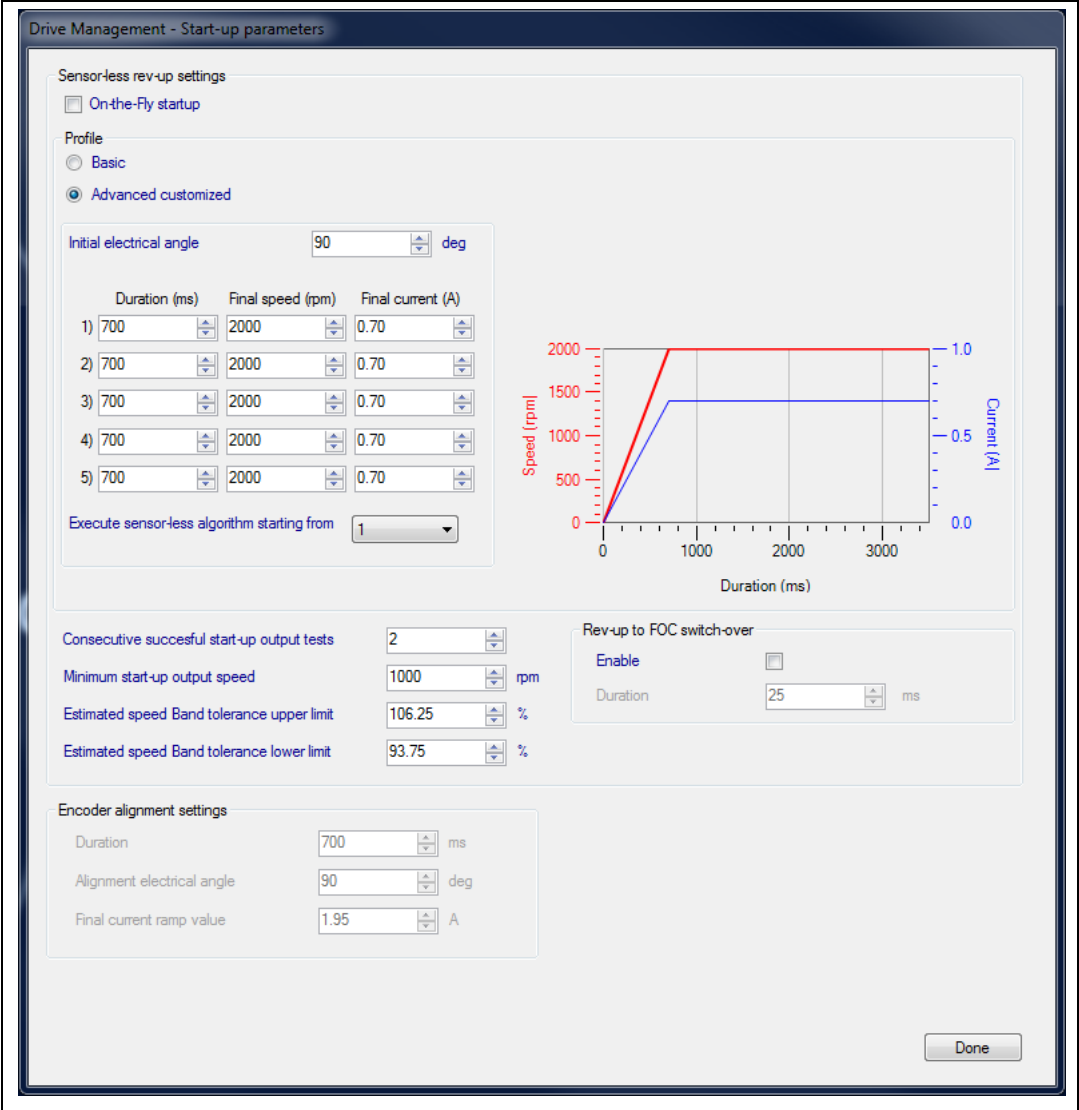 Drive Management - Start-up parameters
Sensor-less rev-up settings
On-the-Fly startup
Profile
Basic
Advanced customized
Initial electrical angle 90 deg
Duration (ms) Final speed (rpm) Final current (A)
1) 700 2000 0.70
2) 700 2000 0.70
3) 700 2000 0.70
4) 700 2000 0.70
5) 700 2000 0.70
Execute sensor-less algorithm starting from 1
2000
1500
1000
500
0
Speed (rpm)
1.0
0.5
0.0
Current (A)
0 1000 2000 3000
Duration (ms)
Consecutive succesful start-up output tests 2
Minimum start-up output speed 1000 rpm
Estimated speed Band tolerance upper limit 106.25 %
Estimated speed Band tolerance lower limit 93.75 %
Rev-up to FOC switch-over
Enable
Duration 25 ms
Encoder alignment settings
Duration 700 ms
Alignment electrical angle 90 deg
Final current ramp value 1.95 A
Done